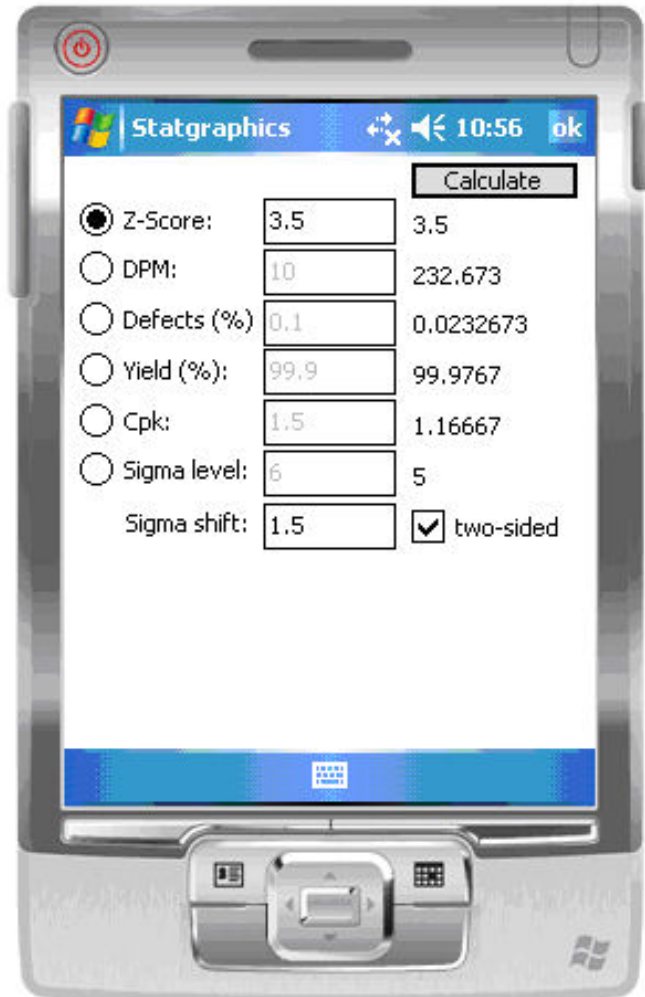 Statgraphics 10:56 ok
Calculate
Z-Score: 3.5 3.5
DPM: 10 232.673
Defects (%) 0.1 0.0232673
Yield (%): 99.9 99.9767
Cpk: 1.5 1.16667
Sigma level: 6 5
Sigma shift: 1.5 two-sided